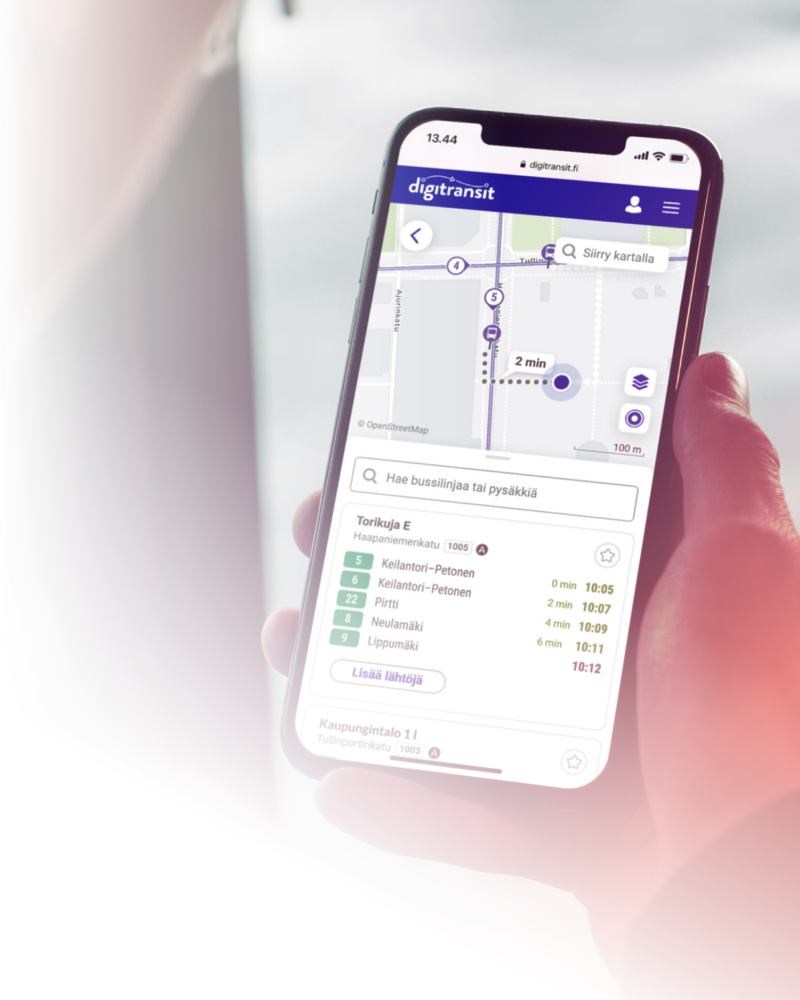 13.44
digitransit.fi
digitransit
Siirry kartalla
4
5
Ajurinkatu
2 min
© OpenStreetMap
100 m
Hae bussilinjaa tai pysäkkiä
Torikuja E
Haapaniemenkatu 1005 A
5 Keilantori–Petonen 0 min 10:05
6 Keilantori–Petonen 2 min 10:07
22 Pirtti 4 min 10:09
8 Neulamäki 6 min 10:11
9 Lippumäki 10:12
Lisää lähtöjä
Kaupungintalo 1 I
Tullinportinkatu 1003 A